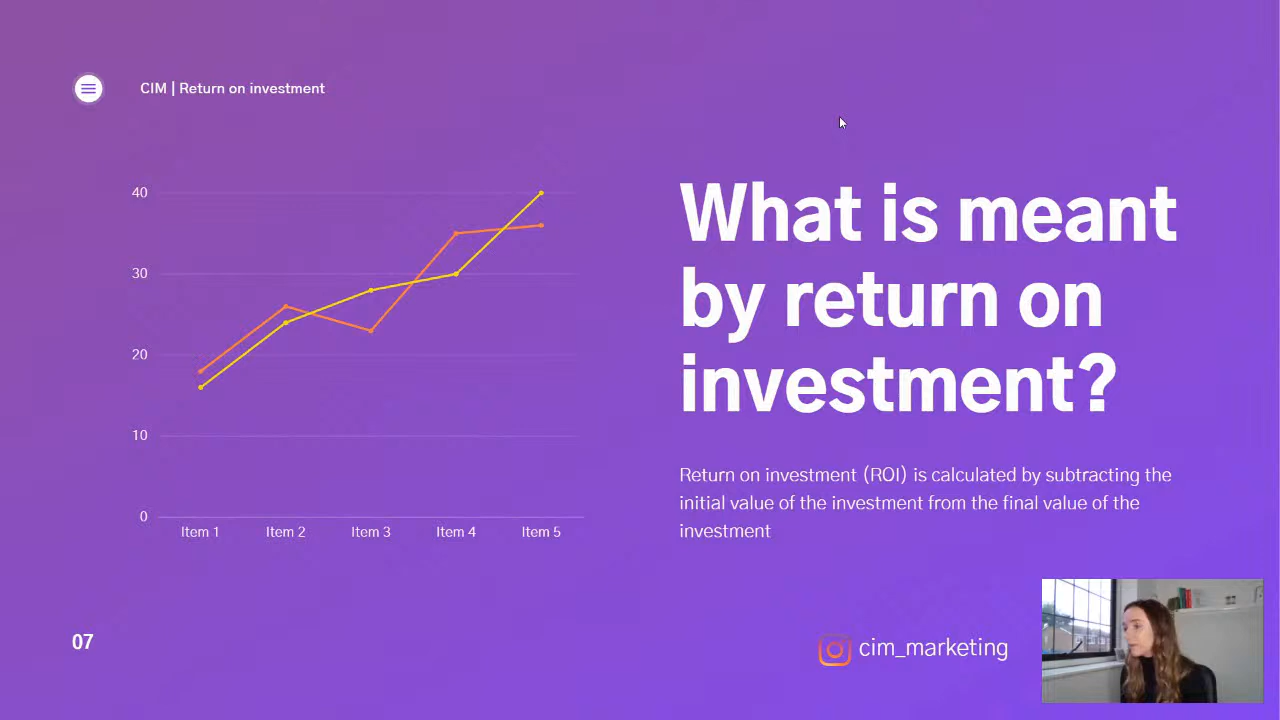 CIM | Return on investment
40
30
20
10
0
Item 1 Item 2 Item 3 Item 4 Item 5
What is meant
by return on
investment?
Return on investment (ROI) is calculated by subtracting the
initial value of the investment from the final value of the
investment
07
cim_marketing